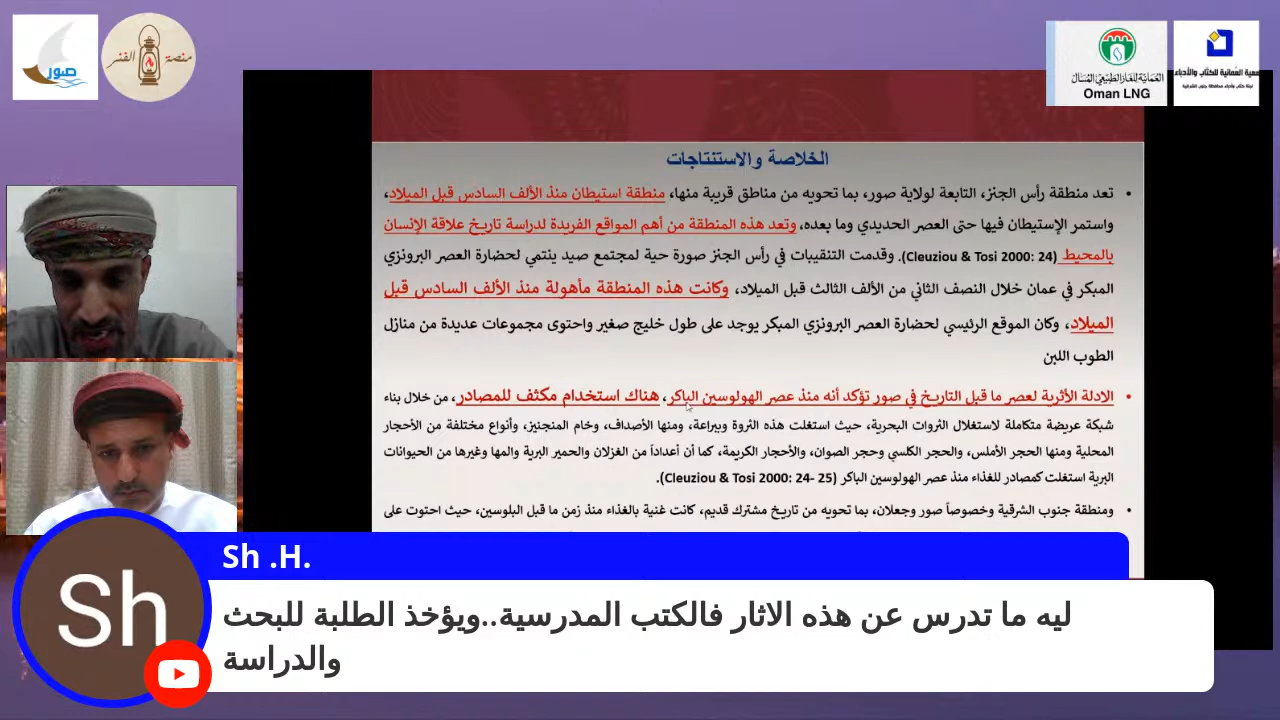 صور
منصة الفنر
العمانية للغاز الطبيعي المسال
Oman LNG
الخلاصة والاستنتاجات
• تعد منطقة رأس الجنز، التابعة لولاية صور، بما تحويه من مناطق قريبة منها، منطقة استيطان منذ الألف السادس قبل الميلاد،
واستمر الإستيطان فيها حتى العصر الحديدي وما بعده، وتعد هذه المنطقة من أهم المواقع الفريدة لدراسة تاريخ علاقة الإنسان
بالمحيط (Cleuziou & Tosi 2000: 24). وقدمت التنقيبات في رأس الجنز صورة حية لمجتمع صيد ينتمي لحضارة العصر البرونزي
المبكر في عمان خلال النصف الثاني من الألف الثالث قبل الميلاد، وكانت هذه المنطقة مأهولة منذ الألف السادس قبل
الميلاد، وكان الموقع الرئيسي لحضارة العصر البرونزي المبكر يوجد على طول خليج صغير واحتوى مجموعات عديدة من منازل
الطوب اللبن
• الادلة الأثرية لعصر ما قبل التاريخ في صور تؤكد أنه منذ عصر الهولوسين الباكر، هناك استخدام مكثف للمصادر، من خلال بناء
شبكة عريضة متكاملة لاستغلال الثروات البحرية، حيث استغلت هذه الثروة وببراعة، ومنها الأصداف، وخام المنجنيز، وأنواع مختلفة من الأحجار
المحلية ومنها الحجر الأملس، والحجر الكلسي وحجر الصوان، والأحجار الكريمة، كما أن أعداداً من الغزلان والحمير البرية والمها وغيرها من الحيوانات
البرية استغلت كمصادر للغذاء منذ عصر الهولوسين الباكر (Cleuziou & Tosi 2000: 24- 25).
• ومنطقة جنوب الشرقية وخصوصاً صور وجعلان، بما تحويه من تاريخ مشترك قديم، كانت غنية بالغذاء منذ زمن ما قبل البلوسين، حيث احتوت على
Sh .H.
Sh
ليه ما تدرس عن هذه الاثار فالكتب المدرسية..ويؤخذ الطلبة للبحث
والدراسة